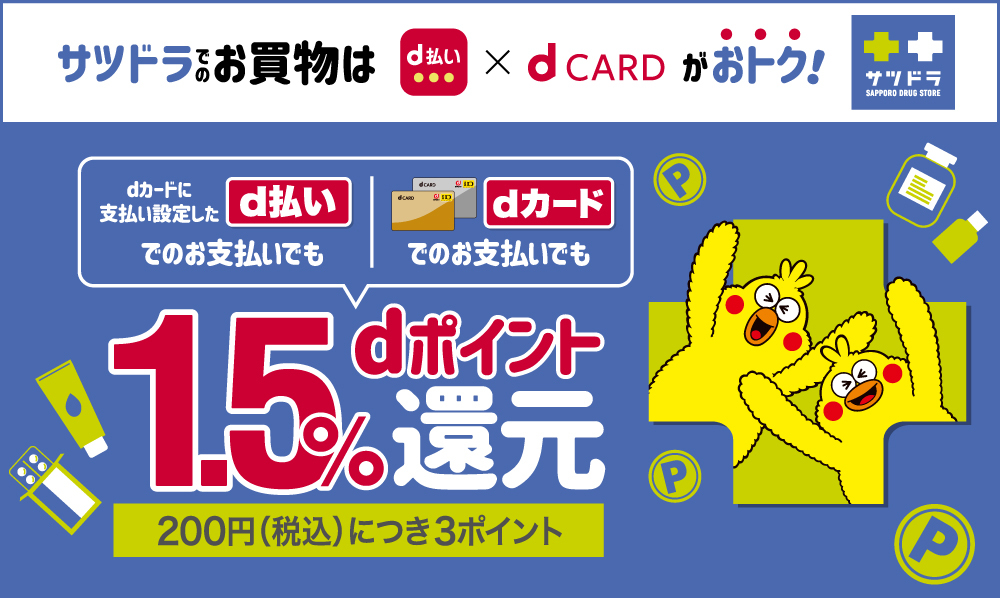 サツドラでのお買物は d払い × d CARD がおトク!
サツドラ
SAPPORO DRUG STORE
dカードに
支払い設定した d払い
でのお支払いでも
d CARD iD
d CARD iD
dカード
でのお支払いでも
1.5% dポイント
還元
200円(税込)につき3ポイント
P
P
P